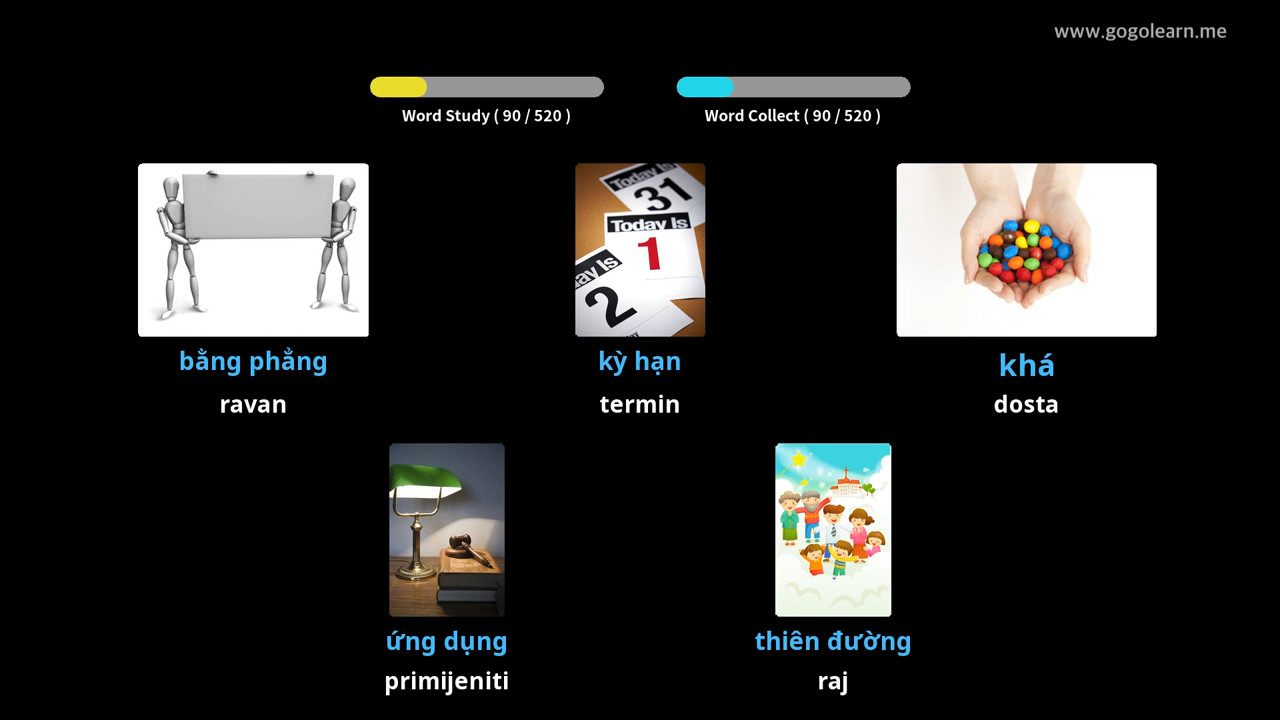 www.gogolearn.me
Word Study ( 90 / 520 )
Word Collect ( 90 / 520 )
Today Is
31
Today Is
1
ay Is
2
bằng phẳng
kỳ hạn
khá
ravan
termin
dosta
ứng dụng
thiên đường
primijeniti
raj